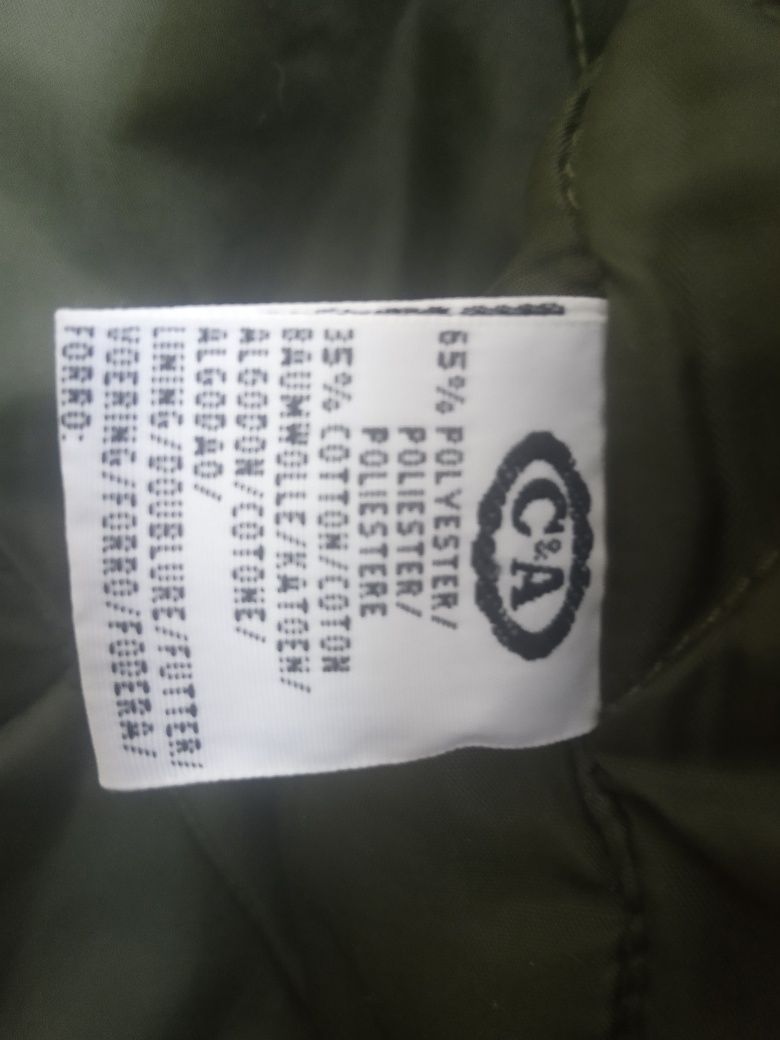 C&A
65% POLYESTER/
POLIESTER/
POLIESTERE
35% COTTON/COTON
BAUMWOLLE/KATOEN/
ALGODON/COTONE/
ALGODAO/
LINING/DOUBLURE/FUTTER/
VOERING/FORRO/FODERA/
FORRO: